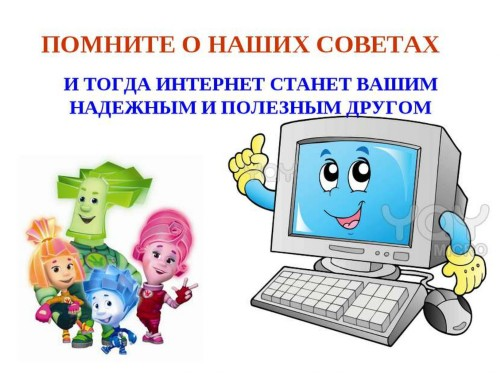 ПОМНИТЕ О НАШИХ СОВЕТАХ
И ТОГДА ИНТЕРНЕТ СТАНЕТ ВАШИМ
НАДЕЖНЫМ И ПОЛЕЗНЫМ ДРУГОМ